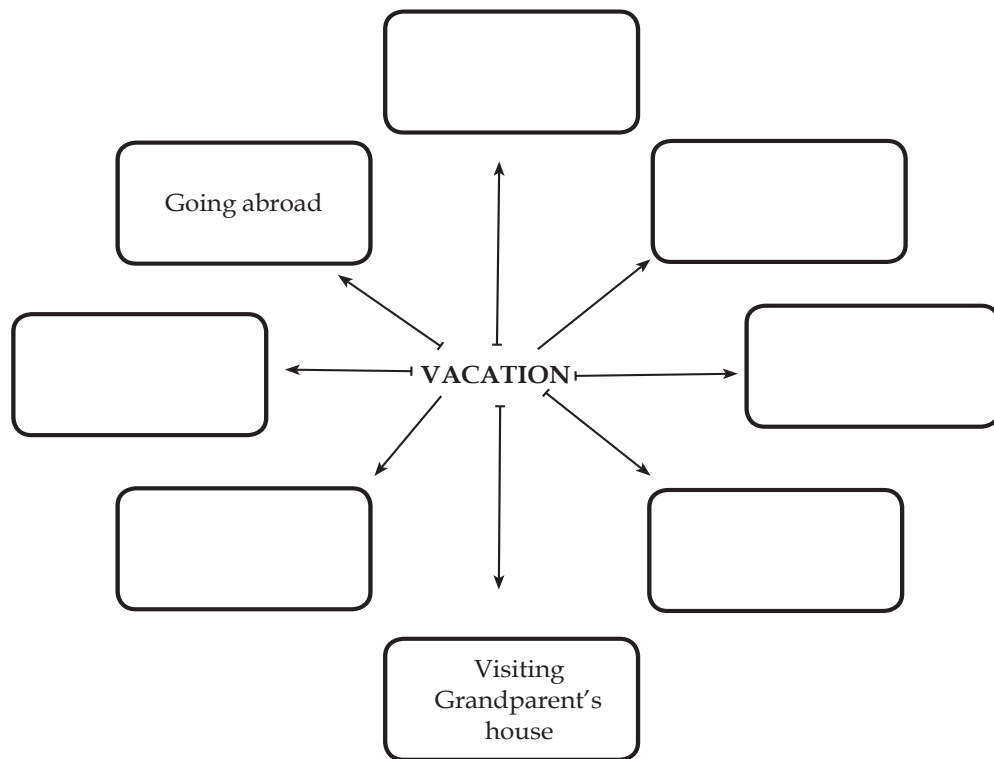 Going abroad
VACATION
Visiting
Grandparent's
house